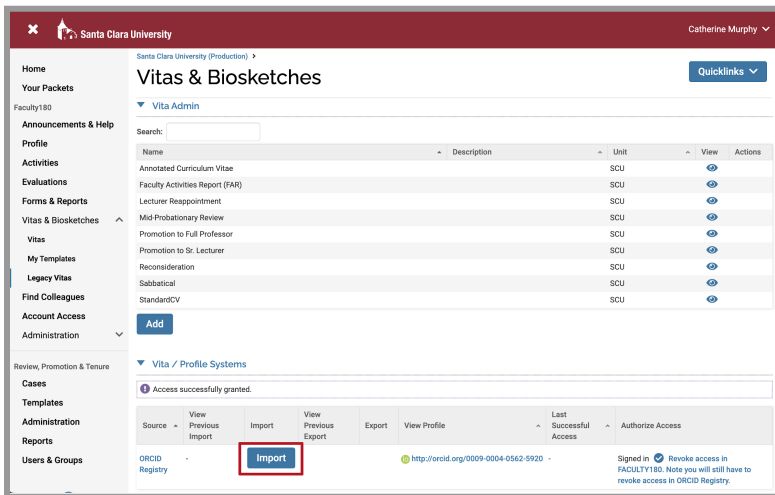 Santa Clara University
Catherine Murphy
Home
Your Packets
Faculty180
Announcements & Help
Profile
Activities
Evaluations
Forms & Reports
Vitas & Biosketches
Vitas
My Templates
Legacy Vitas
Find Colleagues
Account Access
Administration
Review, Promotion & Tenure
Cases
Templates
Administration
Reports
Users & Groups
Santa Clara University (Production) >
Vitas & Biosketches
Quicklinks
Vita Admin
Search:
Name Description Unit View Actions
Annotated Curriculum Vitae SCU
Faculty Activities Report (FAR) SCU
Lecturer Reappointment SCU
Mid-Probationary Review SCU
Promotion to Full Professor SCU
Promotion to Sr. Lecturer SCU
Reconsideration SCU
Sabbatical SCU
StandardCV SCU
Add
Vita / Profile Systems
Access successfully granted.
Source View Previous Import Import View Previous Export Export View Profile Last Successful Access Authorize Access
ORCID Registry - Import http://orcid.org/0009-0004-0562-5920 - Signed in Revoke access in
FACULTY180. Note you will still have to
revoke access in ORCID Registry.